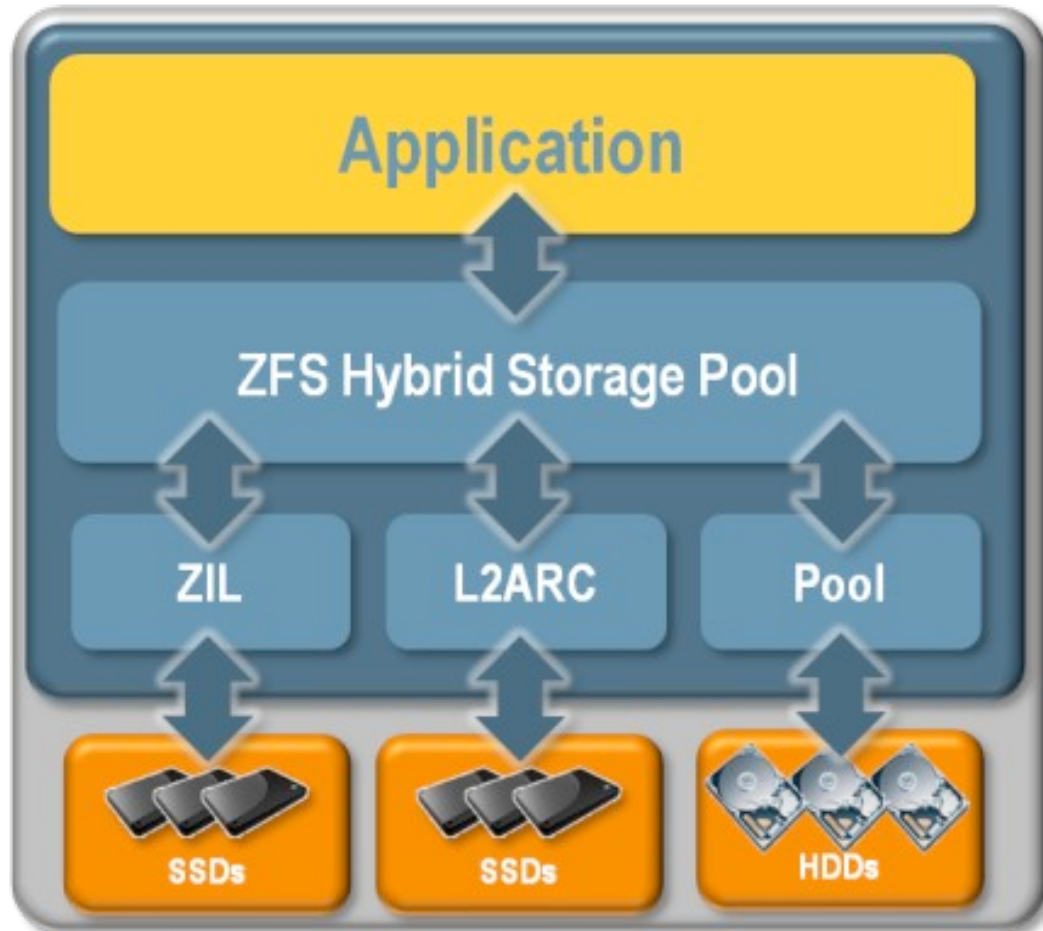 Application
ZFS Hybrid Storage Pool
ZIL
L2ARC
Pool
SSDs
SSDs
HDDs